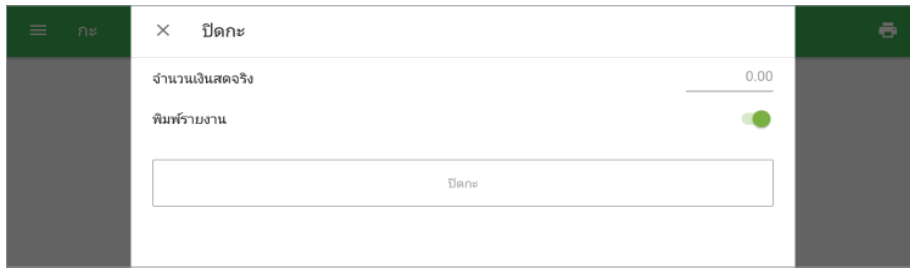 กะ
ปิดกะ
จำนวนเงินสดจริง 0.00
พิมพ์รายงาน
ปิดกะ